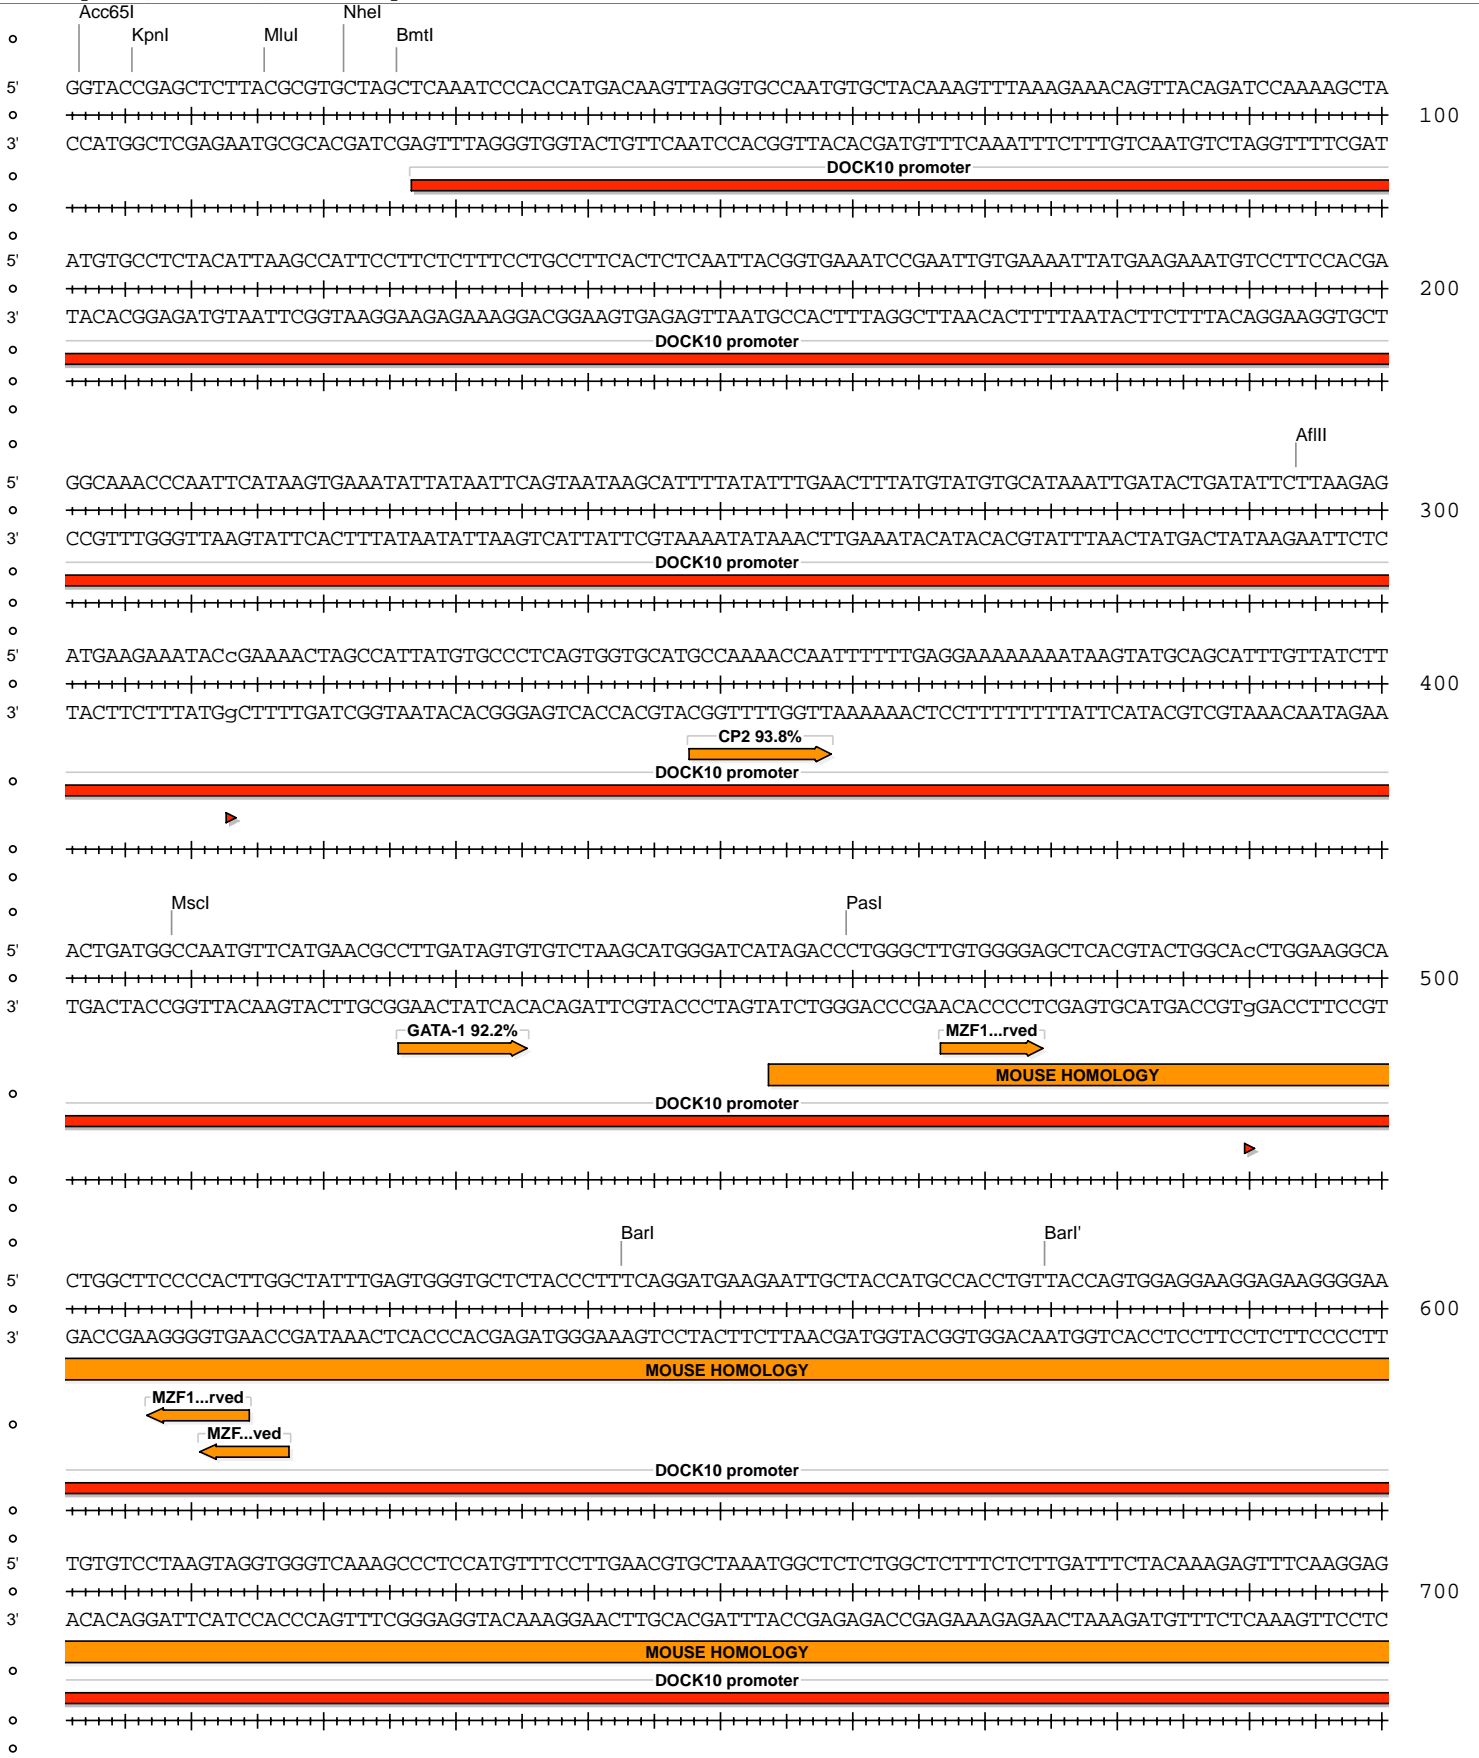 Acc65I NheI
KpnI MluI BmtI
5' GGTACCGAGCTCTTACGCGTGCTAGCTCAAATCCCACCATGACAAGTTAGGTGCCAATGTGCTACAAAGTTTAAAGAAACAGTTACAGATCCAAAAGCTA
100
3' CCATGGCTCGAGAATGCGCACGATCGAGTTTAGGGTGGTACTGTTCAATCCACGGTTACACGATGTTTCAAATTTCTTTGTCAATGTCTAGGTTTTCGAT
DOCK10 promoter
5' ATGTGCCTCTACATTAAGCCATTCCTTCTCTTTCCTGCCTTCACTCTCAATTACGGTGAAATCCGAATTGTGAAAATTATGAAGAAATGTCCTTCCACGA
200
3' TACACGGAGATGTAATTCGGTAAGGAAGAGAAAGGACGGAAGTGAGAGTTAATGCCACTTTAGGCTTAACACTTTTAATACTTCTTTACAGGAAGGTGCT
DOCK10 promoter
AflII
5' GGCAAACCCAATTCATAAGTGAAATATTATAATTCAGTAATAAGCATTTTATATTTGAACTTTATGTATGTGCATAAATTGATACTGATATTCTTAAGAG
300
3' CCGTTTGGGTTAAGTATTCACTTTATAATATTAAGTCATTATTCGTAAAATATAAACTTGAAATACATACACGTATTTAACTATGACTATAAGAATTCTC
DOCK10 promoter
5' ATGAAGAAATACcGAAAACTAGCCATTATGTGCCCTCAGTGGTGCATGCCAAAACCAATTTTTTGAGGAAAAAAAATAAGTATGCAGCATTTGTTATCTT
400
3' TACTTCTTTATGgCTTTTGATCGGTAATACACGGGAGTCACCACGTACGGTTTTGGTTAAAAAACTCCTTTTTTTTATTCATACGTCGTAAACAATAGAA
CP2 93.8%
DOCK10 promoter
MscI PasI
5' ACTGATGGCCAATGTTCATGAACGCCTTGATAGTGTGTCTAAGCATGGGATCATAGACCCTGGGCTTGTGGGGAGCTCACGTACTGGCAcCTGGAAGGCA
500
3' TGACTACCGGTTACAAGTACTTGCGGAACTATCACACAGATTCGTACCCTAGTATCTGGGACCCGAACACCCCTCGAGTGCATGACCGTgGACCTTCCGT
GATA-1 92.2% MZF1...rved
MOUSE HOMOLOGY
DOCK10 promoter
BarI BarI'
5' CTGGCTTCCCCACTTGGCTATTTGAGTGGGTGCTCTACCCTTTCAGGATGAAGAATTGCTACCATGCCACCTGTTACCAGTGGAGGAAGGAGAAGGGGAA
600
3' GACCGAAGGGGTGAACCGATAAACTCACCCACGAGATGGGAAAGTCCTACTTCTTAACGATGGTACGGTGGACAATGGTCACCTCCTTCCTCTTCCCCTT
MOUSE HOMOLOGY
MZF1...rved
MZF...ved
DOCK10 promoter
5' TGTGTCCTAAGTAGGTGGGTCAAAGCCCTCCATGTTTCCTTGAACGTGCTAAATGGCTCTCTGGCTCTTTCTCTTGATTTCTACAAAGAGTTTCAAGGAG
700
3' ACACAGGATTCATCCACCCAGTTTCGGGAGGTACAAAGGAACTTGCACGATTTACCGAGAGACCGAGAAAGAGAACTAAAGATGTTTCTCAAAGTTCCTC
MOUSE HOMOLOGY
DOCK10 promoter